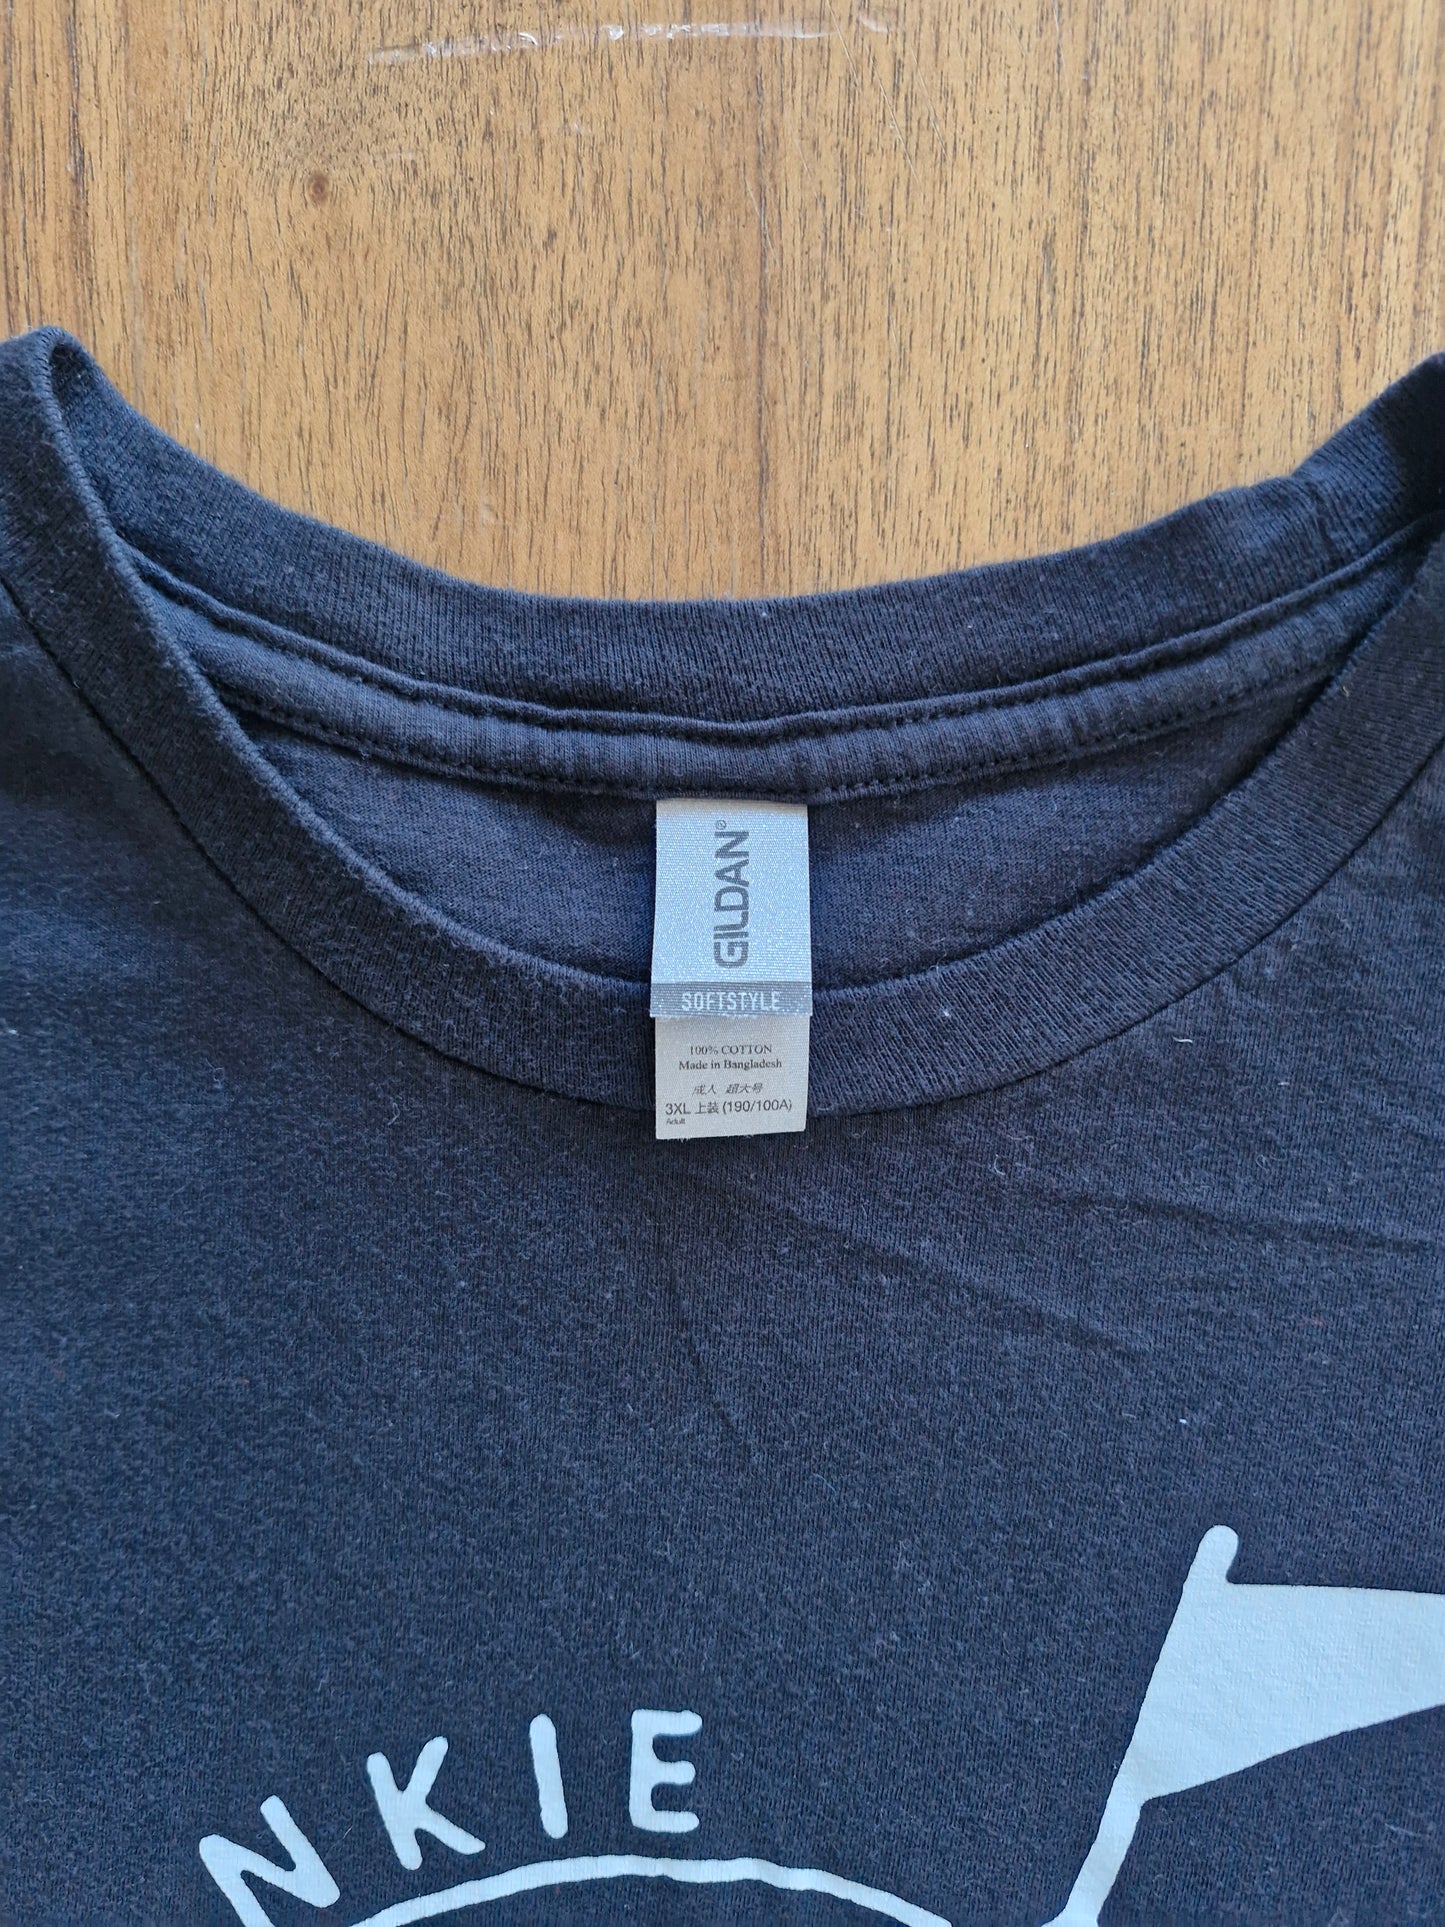 GILDAN®
SOFTSTYLE
100% COTTON
Made in Bangladesh
成人 超大号
3XL 上装 (190/100A)
Adult
NKIE